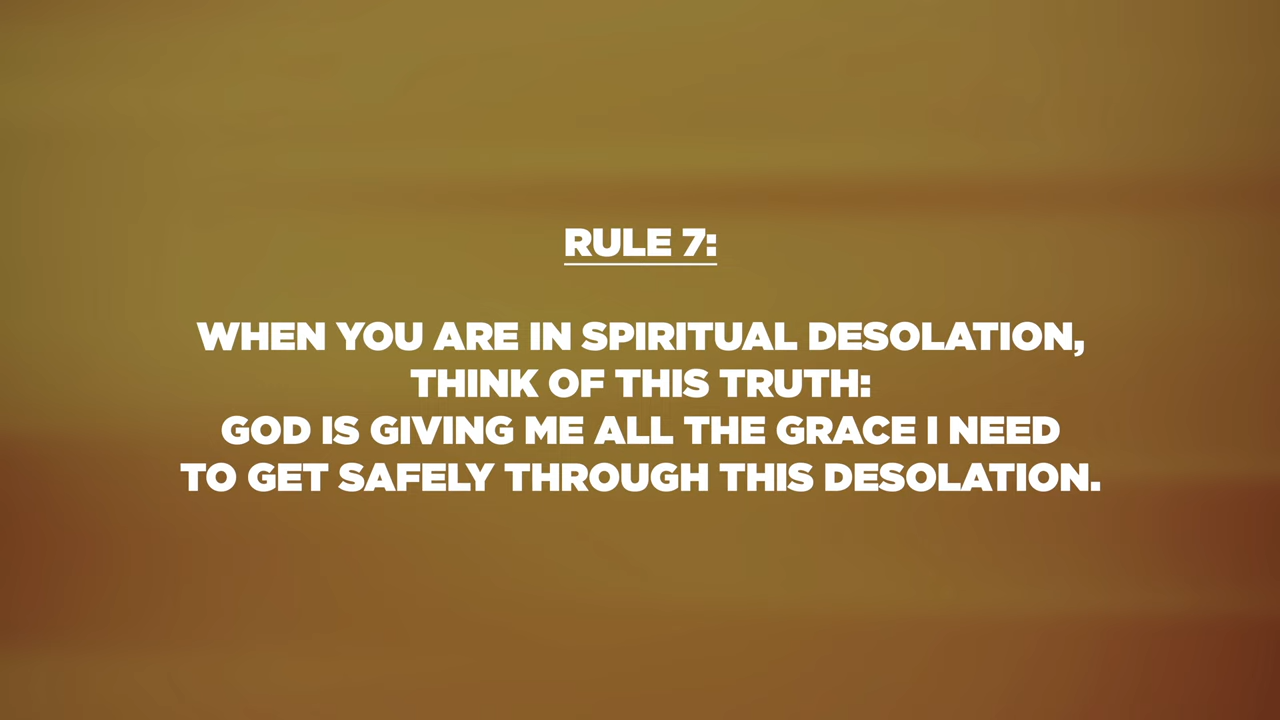 RULE 7:
WHEN YOU ARE IN SPIRITUAL DESOLATION,
THINK OF THIS TRUTH:
GOD IS GIVING ME ALL THE GRACE I NEED
TO GET SAFELY THROUGH THIS DESOLATION.